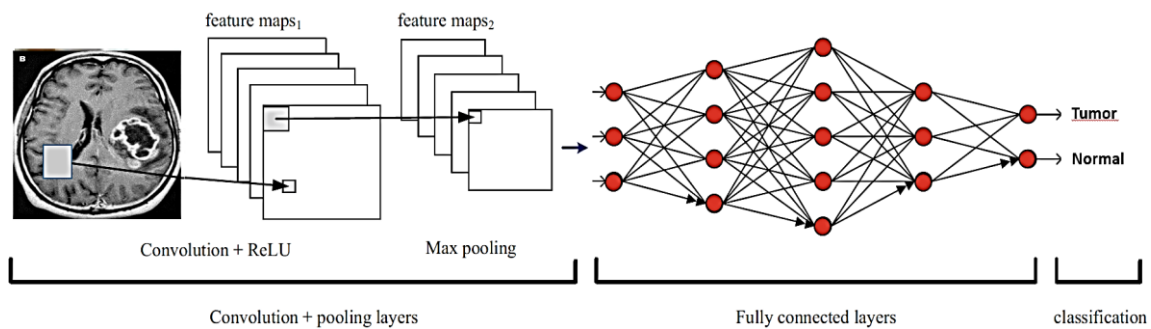 feature maps₁
feature maps₂
B
Tumor
Normal
Convolution + ReLU
Max pooling
Convolution + pooling layers
Fully connected layers
classification